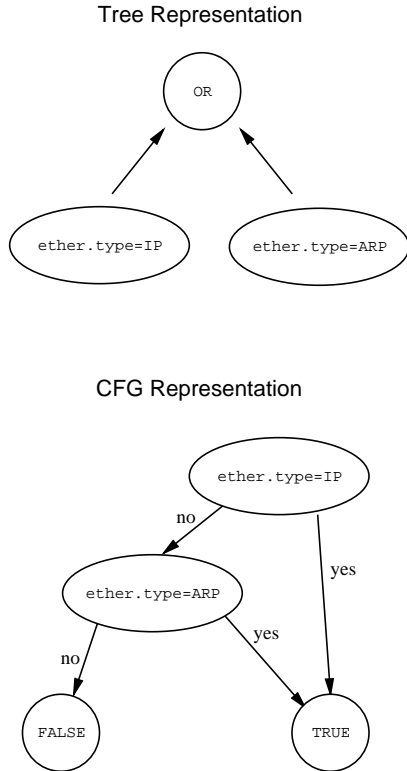 Tree Representation
OR
ether.type=IP
ether.type=ARP
CFG Representation
ether.type=IP
no
yes
ether.type=ARP
yes
no
FALSE
TRUE